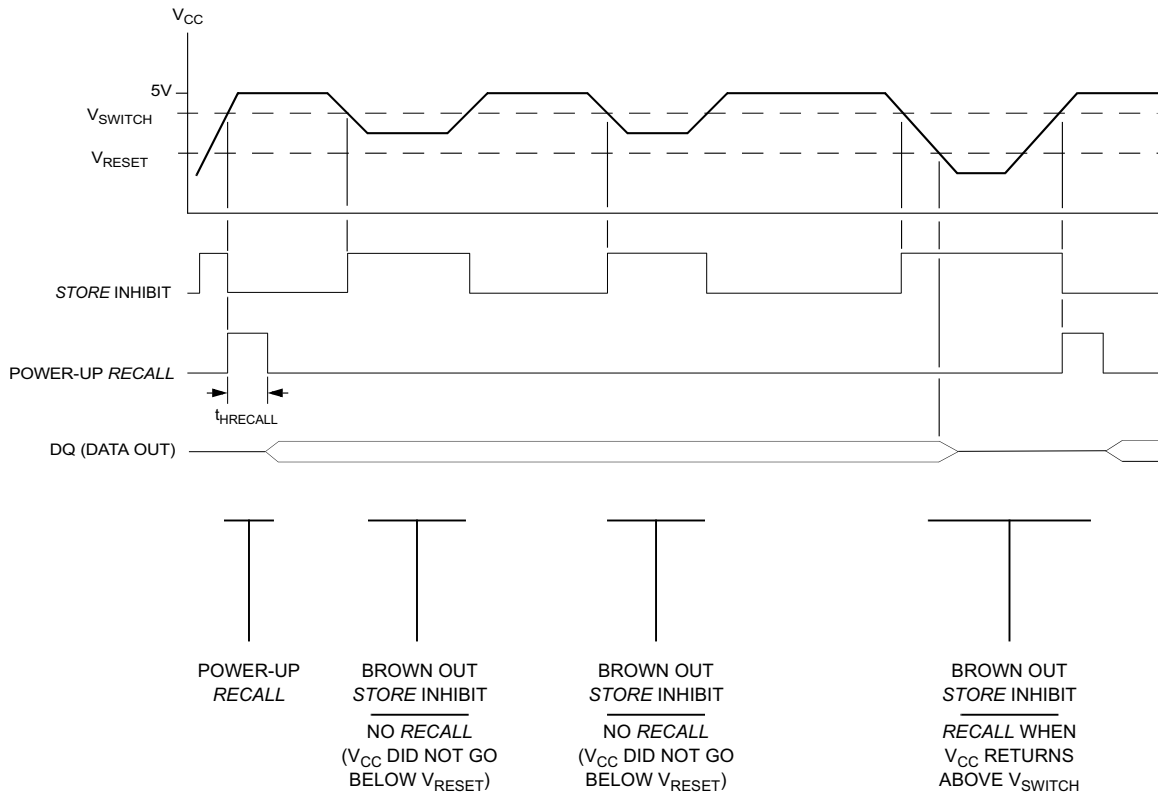 VCC
5V
VSWITCH
VRESET
STORE INHIBIT
POWER-UP RECALL
tHRECALL
DQ (DATA OUT)
POWER-UP
RECALL
BROWN OUT
STORE INHIBIT
NO RECALL
(VCC DID NOT GO
BELOW VRESET)
BROWN OUT
STORE INHIBIT
NO RECALL
(VCC DID NOT GO
BELOW VRESET)
BROWN OUT
STORE INHIBIT
RECALL WHEN
VCC RETURNS
ABOVE VSWITCH